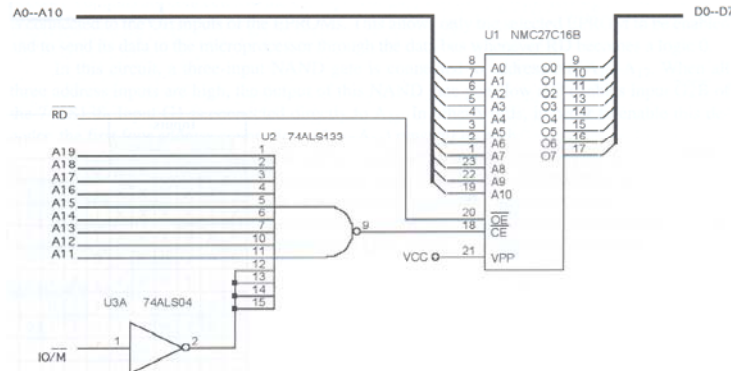 A0--A10
D0--D7
U1 NMC27C16B
8 A0 O0 9
7 A1 O1 10
6 A2 O2 11
5 A3 O3 13
4 A4 O4 14
3 A5 O5 15
2 A6 O6 16
1 A7 O7 17
23 A8
22 A9
19 A10
20 OE
18 CE
VCC 21 VPP
RD
U2 74ALS133
A19 1
A18 2
A17 3
A16 4
A15 5
A14 6
A13 7
A12 10
A11 11
12
13
14
15
9
U3A 74ALS04
IO/M 1 2